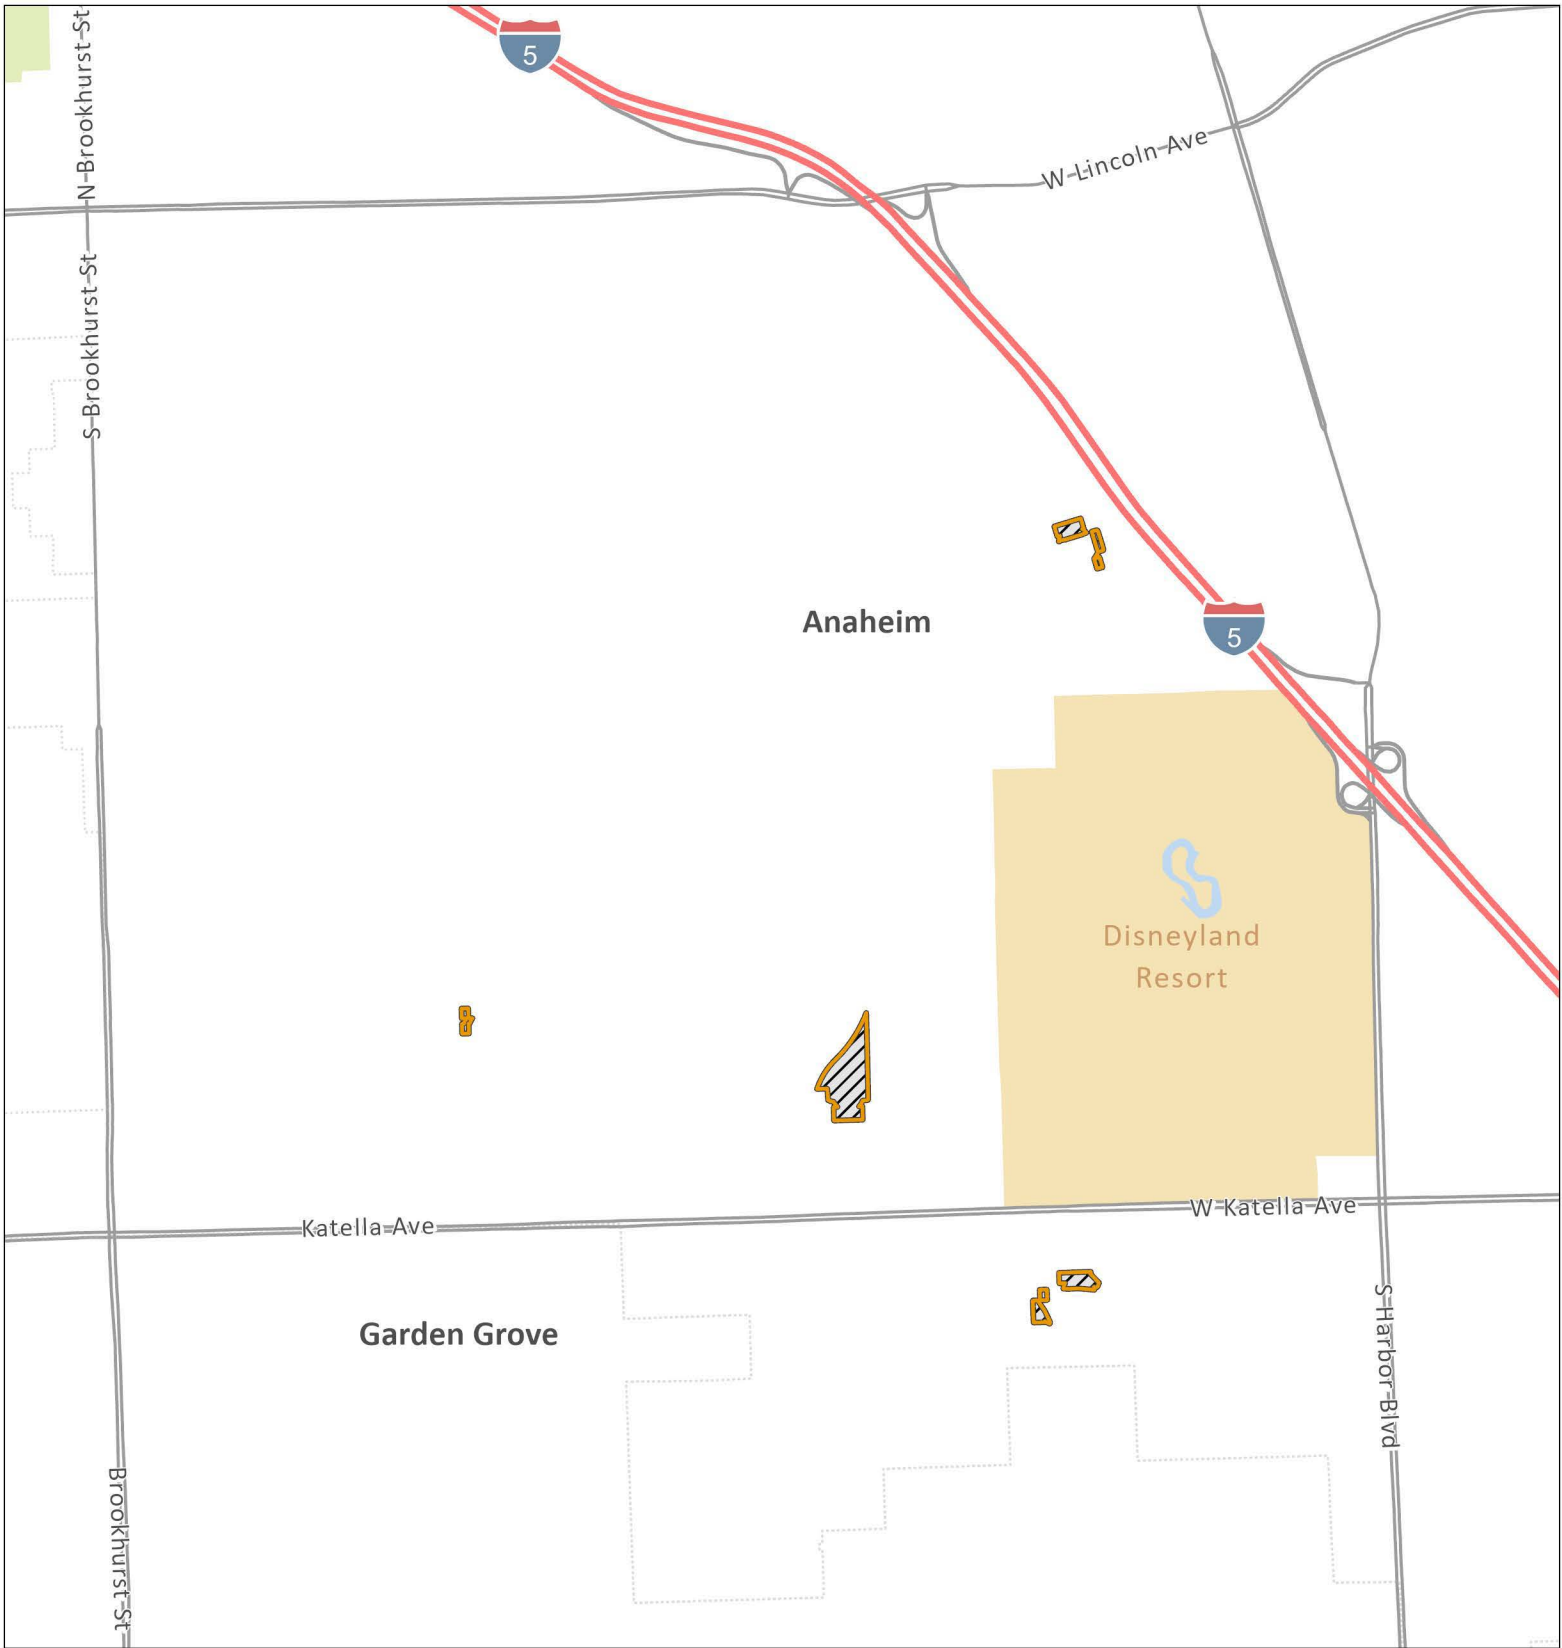 N Brookhurst St
5
W Lincoln Ave
S Brookhurst St
Anaheim
5
Disneyland
Resort
W Katella Ave
Katella Ave
Garden Grove
S Harbor Blvd
Brookhurst St